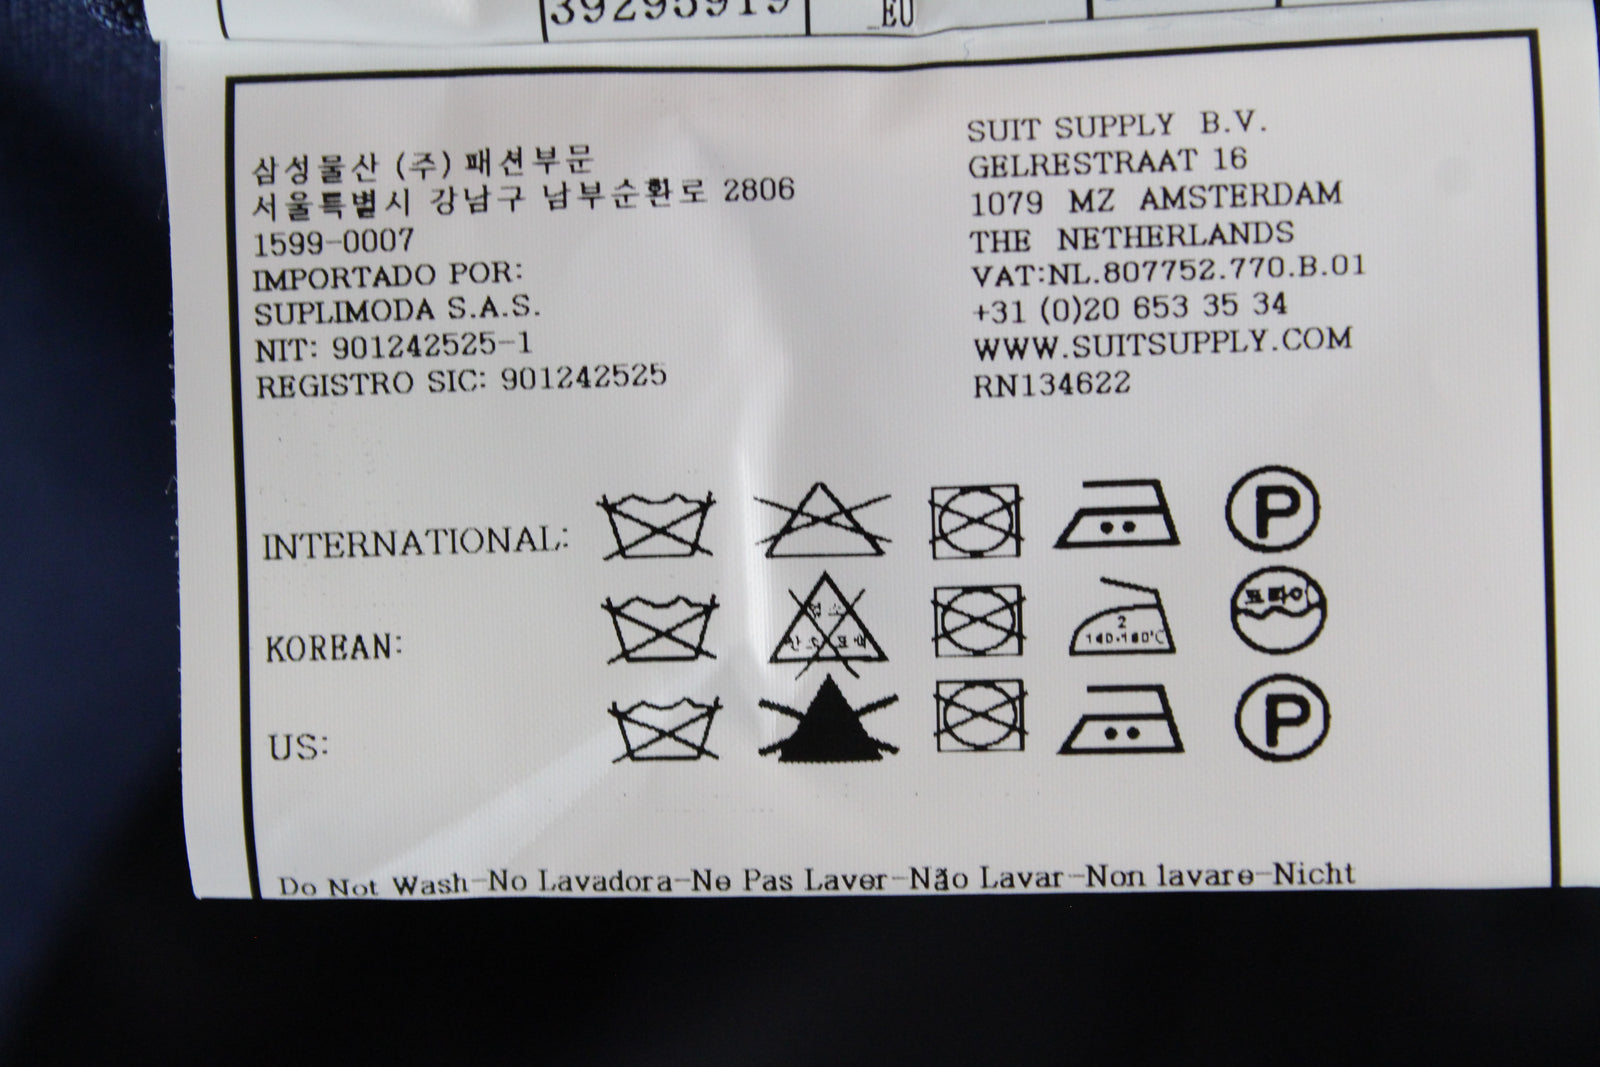 39295919
_EU
삼성물산 (주) 패션부문
서울특별시 강남구 남부순환로 2806
1599-0007
IMPORTADO POR:
SUPLIMODA S.A.S.
NIT: 901242525-1
REGISTRO SIC: 901242525
SUIT SUPPLY B.V.
GELRESTRAAT 16
1079 MZ AMSTERDAM
THE NETHERLANDS
VAT:NL.807752.770.B.01
+31 (0)20 653 35 34
WWW.SUITSUPPLY.COM
RN134622
INTERNATIONAL:
P
KOREAN:
2
140-160°C
US:
P
Do Not Wash-No Lavadora-Ne Pas Laver-Não Lavar-Non lavare-Nicht